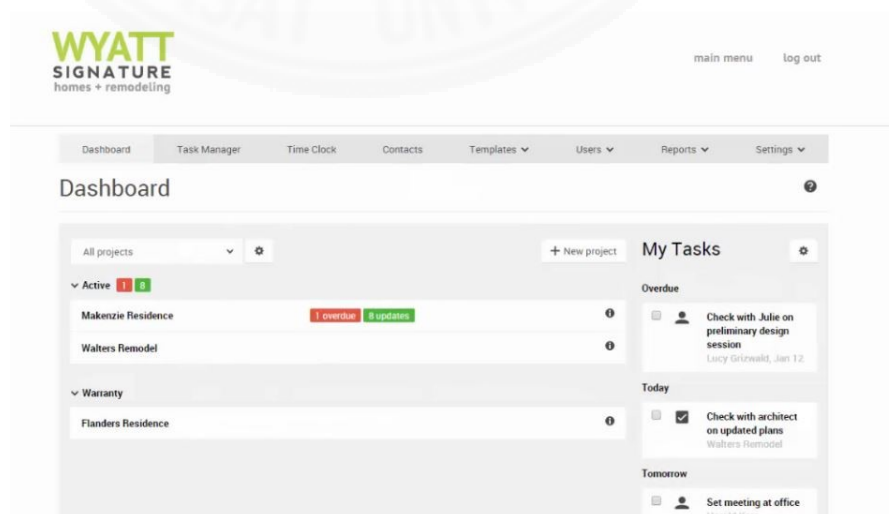 WYATT
SIGNATURE
homes + remodeling
main menu log out
Dashboard Task Manager Time Clock Contacts Templates Users Reports Settings
Dashboard
All projects
+ New project
Active 1 8
Makenzie Residence 1 overdue 8 updates
Walters Remodel
Warranty
Flanders Residence
My Tasks
Overdue
Check with Julie on
preliminary design
session
Lucy Grizwald, Jan 12
Today
Check with architect
on updated plans
Walters Remodel
Tomorrow
Set meeting at office